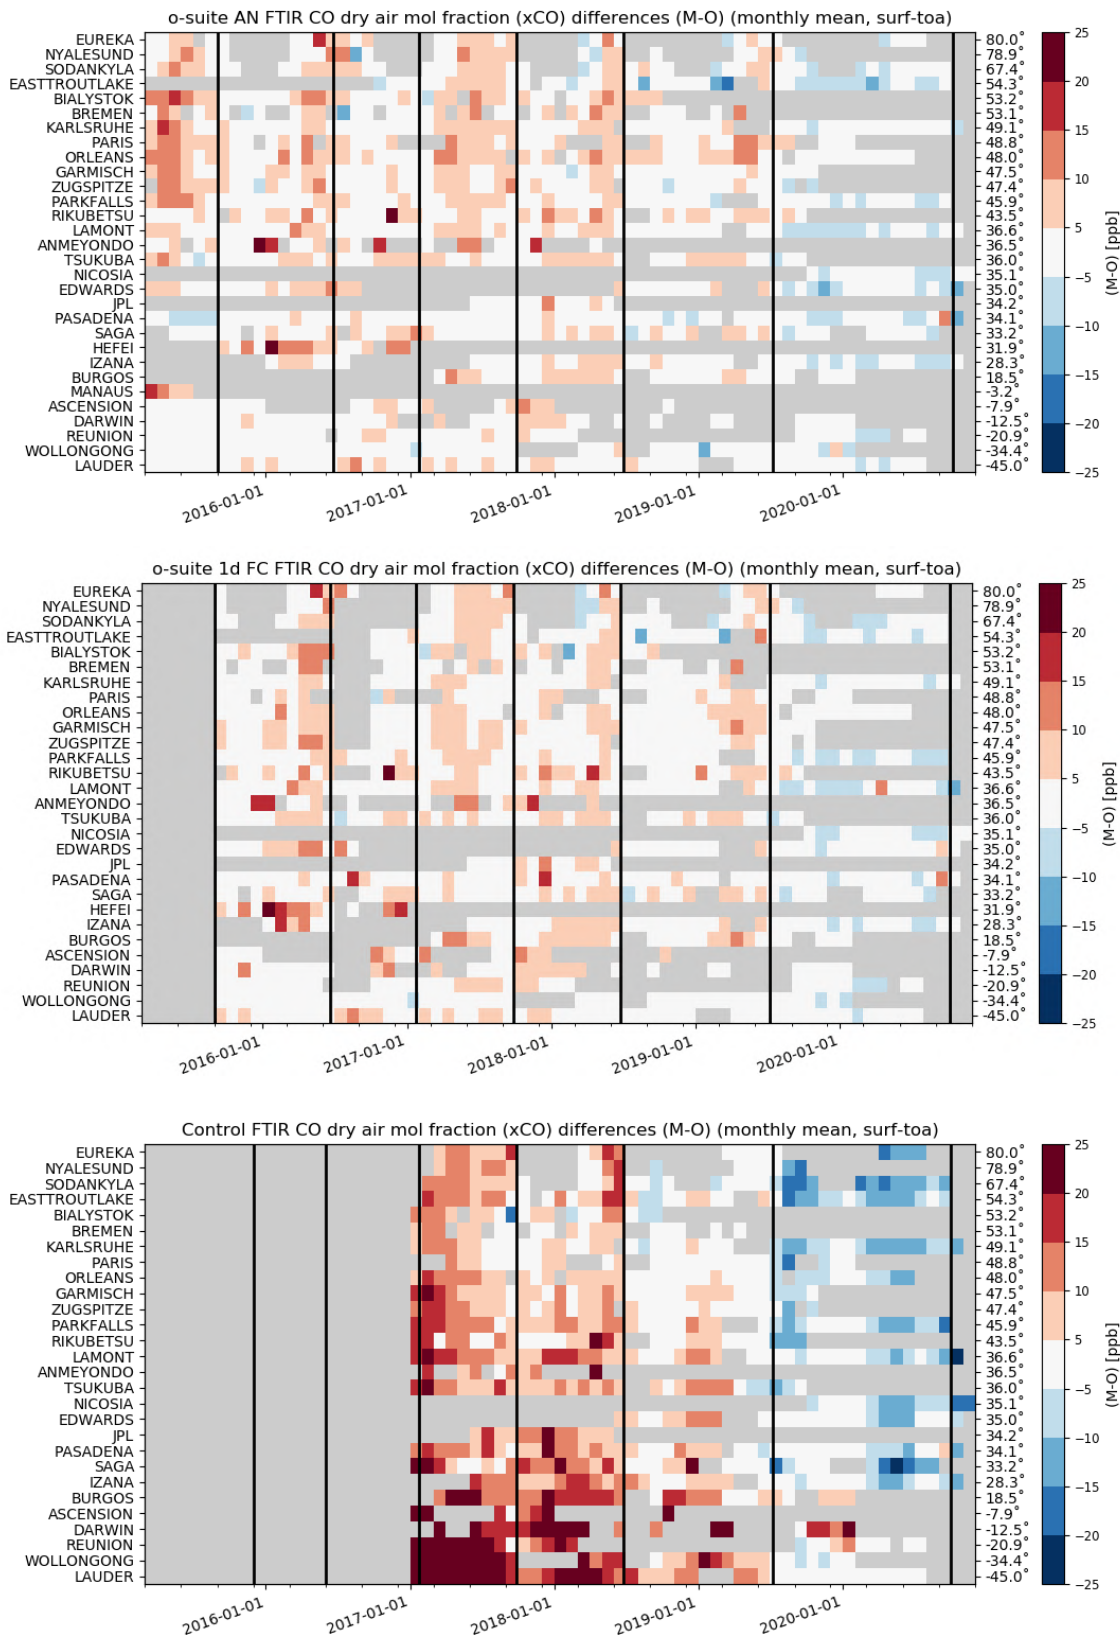 o-suite AN FTIR CO dry air mol fraction (xCO) differences (M-O) (monthly mean, surf-toa)
EUREKA 80.0°
NYALESUND 78.9°
SODANKYLA 67.4°
EASTTROUTLAKE 54.3°
BIALYSTOK 53.2°
BREMEN 53.1°
KARLSRUHE 49.1°
PARIS 48.8°
ORLEANS 48.0°
GARMISCH 47.5°
ZUGSPITZE 47.4°
PARKFALLS 45.9°
RIKUBETSU 43.5°
LAMONT 36.6°
ANMEYONDO 36.5°
TSUKUBA 36.0°
NICOSIA 35.1°
EDWARDS 35.0°
JPL 34.2°
PASADENA 34.1°
SAGA 33.2°
HEFEI 31.9°
IZANA 28.3°
BURGOS 18.5°
MANAUS -3.2°
ASCENSION -7.9°
DARWIN -12.5°
REUNION -20.9°
WOLLONGONG -34.4°
LAUDER -45.0°
2016-01-01 2017-01-01 2018-01-01 2019-01-01 2020-01-01
25
20
15
10
5
−5
−10
−15
−20
−25
(M-O) [ppb]
o-suite 1d FC FTIR CO dry air mol fraction (xCO) differences (M-O) (monthly mean, surf-toa)
EUREKA 80.0°
NYALESUND 78.9°
SODANKYLA 67.4°
EASTTROUTLAKE 54.3°
BIALYSTOK 53.2°
BREMEN 53.1°
KARLSRUHE 49.1°
PARIS 48.8°
ORLEANS 48.0°
GARMISCH 47.5°
ZUGSPITZE 47.4°
PARKFALLS 45.9°
RIKUBETSU 43.5°
LAMONT 36.6°
ANMEYONDO 36.5°
TSUKUBA 36.0°
NICOSIA 35.1°
EDWARDS 35.0°
JPL 34.2°
PASADENA 34.1°
SAGA 33.2°
HEFEI 31.9°
IZANA 28.3°
BURGOS 18.5°
ASCENSION -7.9°
DARWIN -12.5°
REUNION -20.9°
WOLLONGONG -34.4°
LAUDER -45.0°
2016-01-01 2017-01-01 2018-01-01 2019-01-01 2020-01-01
25
20
15
10
5
−5
−10
−15
−20
−25
(M-O) [ppb]
Control FTIR CO dry air mol fraction (xCO) differences (M-O) (monthly mean, surf-toa)
EUREKA 80.0°
NYALESUND 78.9°
SODANKYLA 67.4°
EASTTROUTLAKE 54.3°
BIALYSTOK 53.2°
BREMEN 53.1°
KARLSRUHE 49.1°
PARIS 48.8°
ORLEANS 48.0°
GARMISCH 47.5°
ZUGSPITZE 47.4°
PARKFALLS 45.9°
RIKUBETSU 43.5°
LAMONT 36.6°
ANMEYONDO 36.5°
TSUKUBA 36.0°
NICOSIA 35.1°
EDWARDS 35.0°
JPL 34.2°
PASADENA 34.1°
SAGA 33.2°
IZANA 28.3°
BURGOS 18.5°
ASCENSION -7.9°
DARWIN -12.5°
REUNION -20.9°
WOLLONGONG -34.4°
LAUDER -45.0°
2016-01-01 2017-01-01 2018-01-01 2019-01-01 2020-01-01
25
20
15
10
5
−5
−10
−15
−20
−25
(M-O) [ppb]